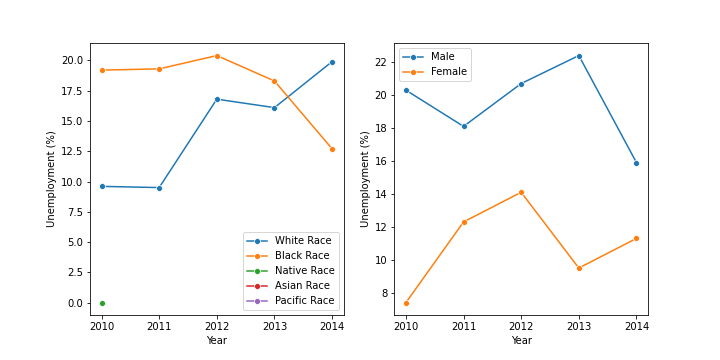 20.0
17.5
15.0
12.5
10.0
7.5
5.0
2.5
0.0
Unemployment (%)
2010 2011 2012 2013 2014
Year
White Race
Black Race
Native Race
Asian Race
Pacific Race
22
20
18
16
14
12
10
8
Unemployment (%)
2010 2011 2012 2013 2014
Year
Male
Female